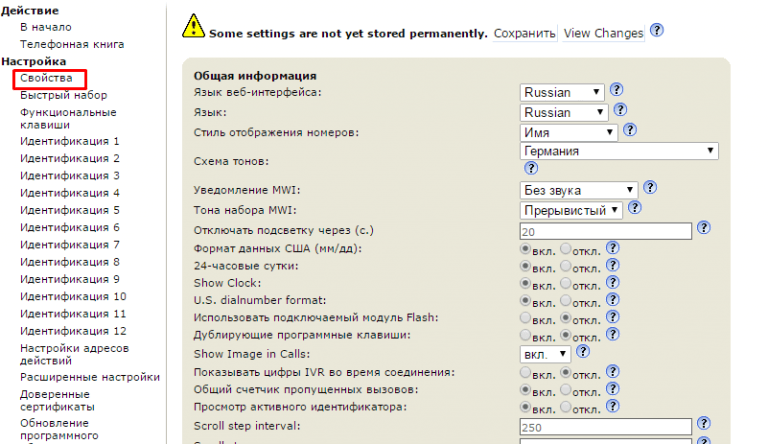 Действие
В начало
Телефонная книга
Настройка
Свойства
Быстрый набор
Функциональные
клавиши
Идентификация 1
Идентификация 2
Идентификация 3
Идентификация 4
Идентификация 5
Идентификация 6
Идентификация 7
Идентификация 8
Идентификация 9
Идентификация 10
Идентификация 11
Идентификация 12
Настройки адресов
действий
Расширенные настройки
Доверенные
сертификаты
Обновление
программного
Some settings are not yet stored permanently. Сохранить View Changes ?
Общая информация
Язык веб-интерфейса: Russian ?
Язык: Russian ?
Стиль отображения номеров: Имя ?
Схема тонов: Германия
?
Уведомление MWI: Без звука ?
Тона набора MWI: Прерывистый ?
Отключать подсветку через (с.) 20 ?
Формат данных США (мм/дд): вкл. откл. ?
24-часовые сутки: вкл. откл. ?
Show Clock: вкл. откл. ?
U.S. dialnumber format: вкл. откл. ?
Использовать подключаемый модуль Flash: вкл. откл. ?
Дублирующие программные клавиши: вкл. откл. ?
Show Image in Calls: вкл. ?
Показывать цифры IVR во время соединения: вкл. откл. ?
Общий счетчик пропущенных вызовов: вкл. откл. ?
Просмотр активного идентификатора: вкл. откл. ?
Scroll step interval: 250 ?